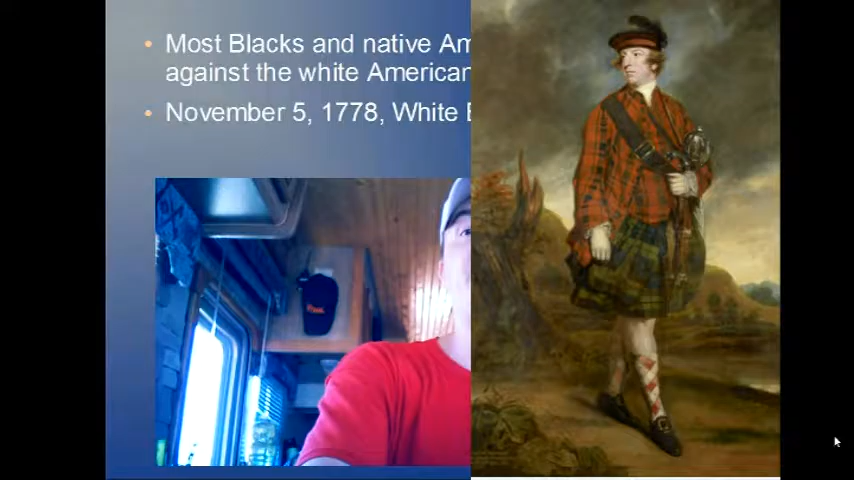 Most Blacks and native Am
against the white American
November 5, 1778, White